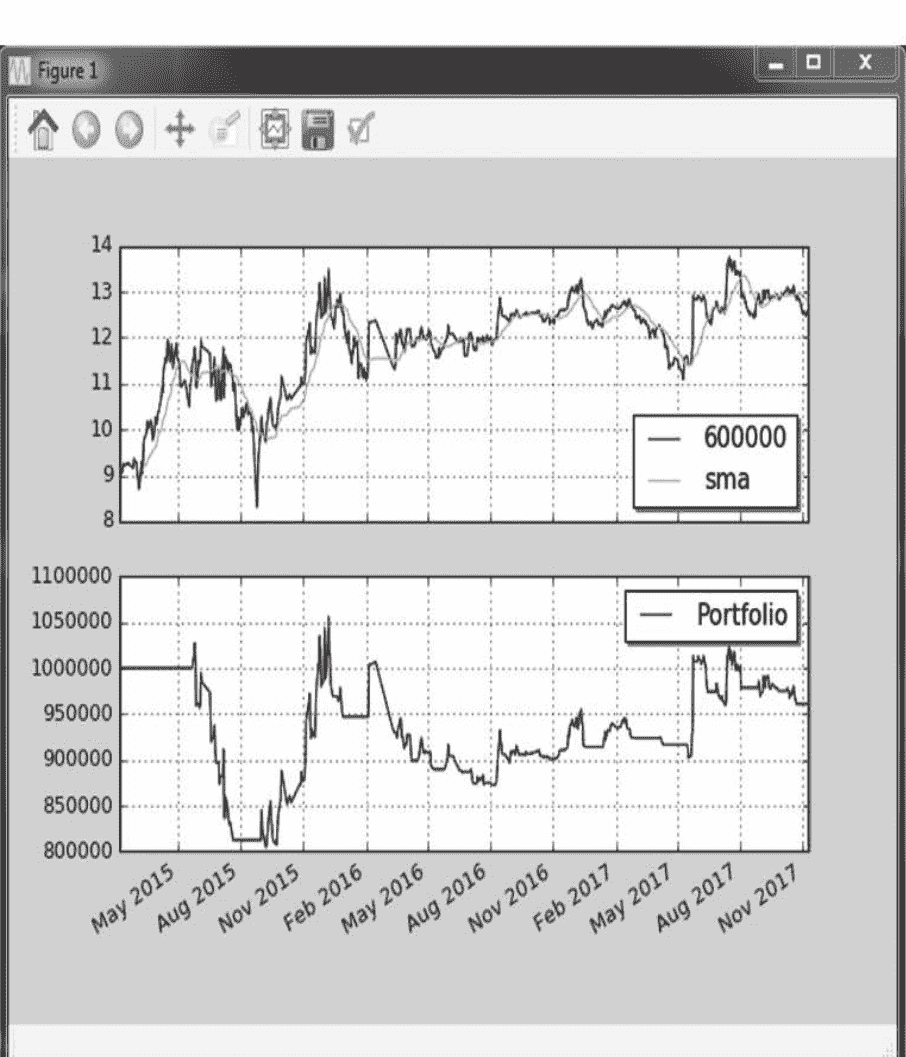 Figure 1
14
13
12
11
10
9
8
600000
sma
1100000
1050000
1000000
950000
900000
850000
800000
Portfolio
May 2015
Aug 2015
Nov 2015
Feb 2016
May 2016
Aug 2016
Nov 2016
Feb 2017
May 2017
Aug 2017
Nov 2017